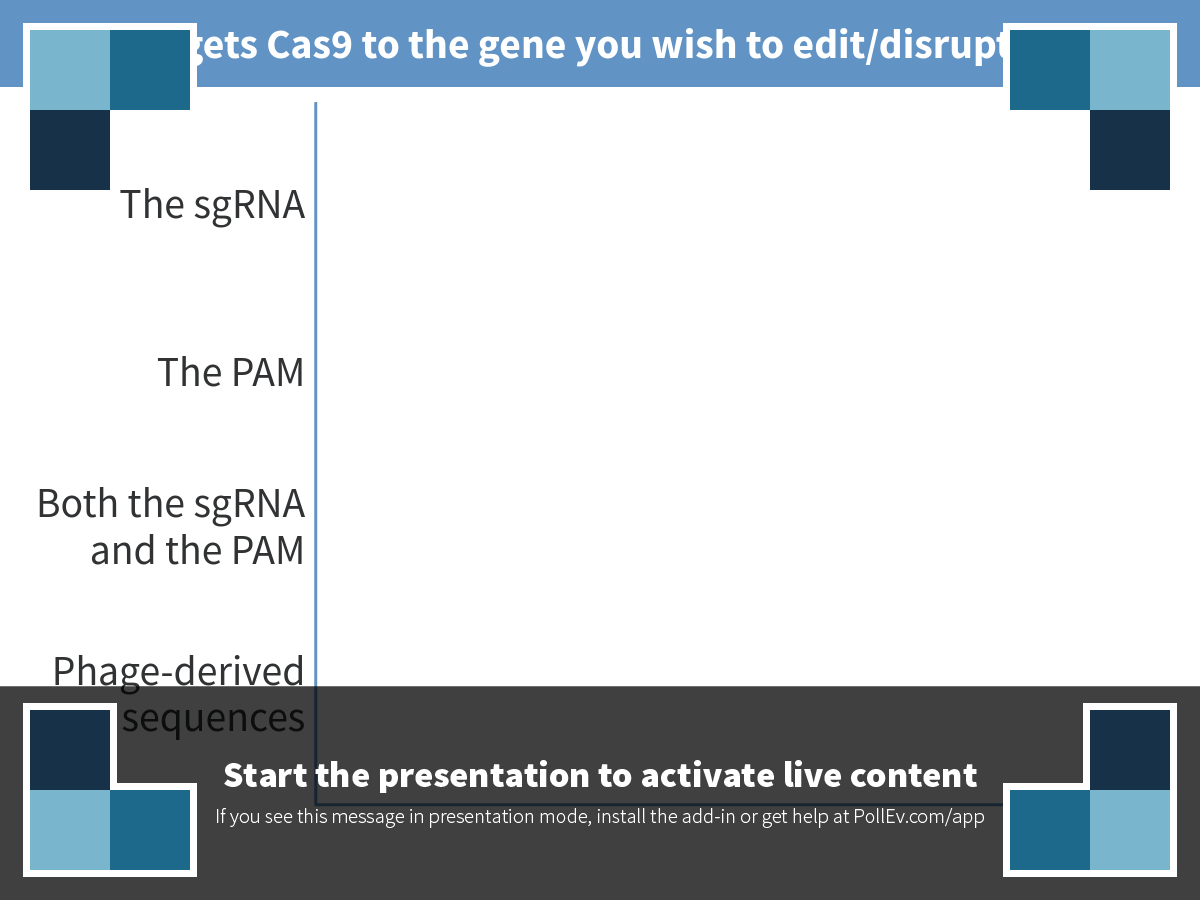 Cas9 to the gene you wish to edit/disrupt
The sgRNA
The PAM
Both the sgRNA
and the PAM
Phage-derived
sequences
Start the presentation to activate live content
If you see this message in presentation mode, install the add-in or get help at PollEv.com/app